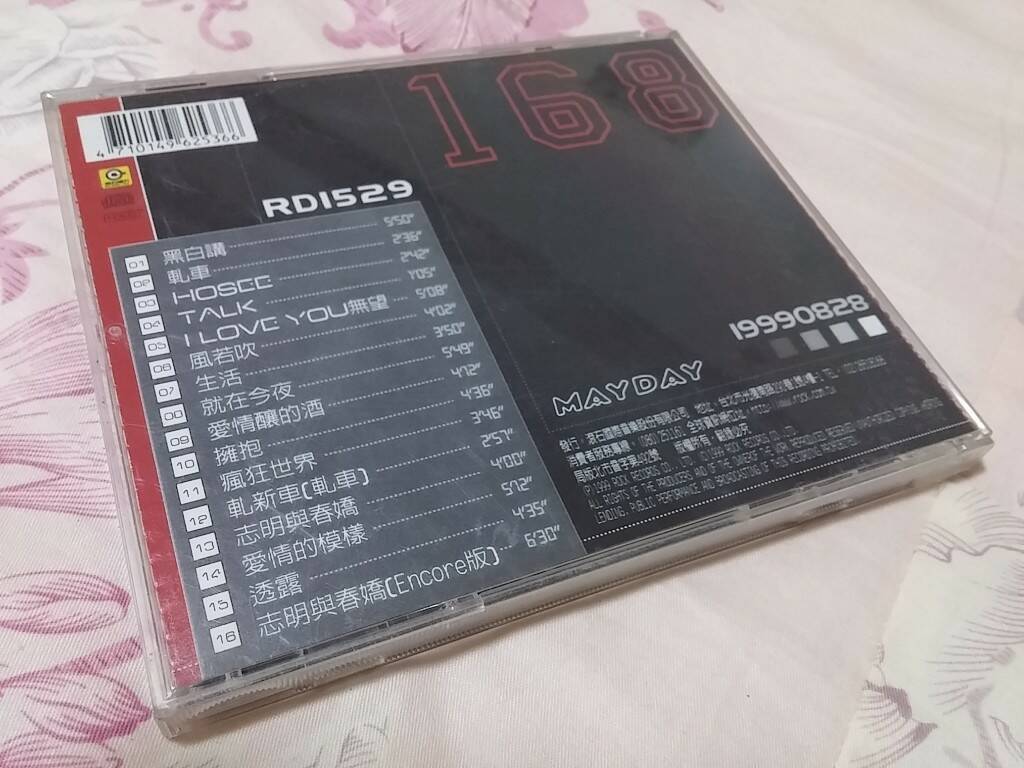 168
4 710149 625366
RD1529
01 黑白講 5'50"
02 軋車 2'36"
03 HOSEE 2'42"
04 TALK 1'05"
05 I LOVE YOU無望 5'08"
06 風若吹 4'02"
07 生活 3'50"
08 就在今夜 5'49"
09 愛情釀的酒 4'12"
10 擁抱 4'36"
11 瘋狂世界 3'46"
12 軋新車(軋車) 2'57"
13 志明與春嬌 4'00"
14 愛情的模樣 5'12"
15 透露 4'35"
16 志明與春嬌(Encore版) 6'30"
19990828
MAYDAY